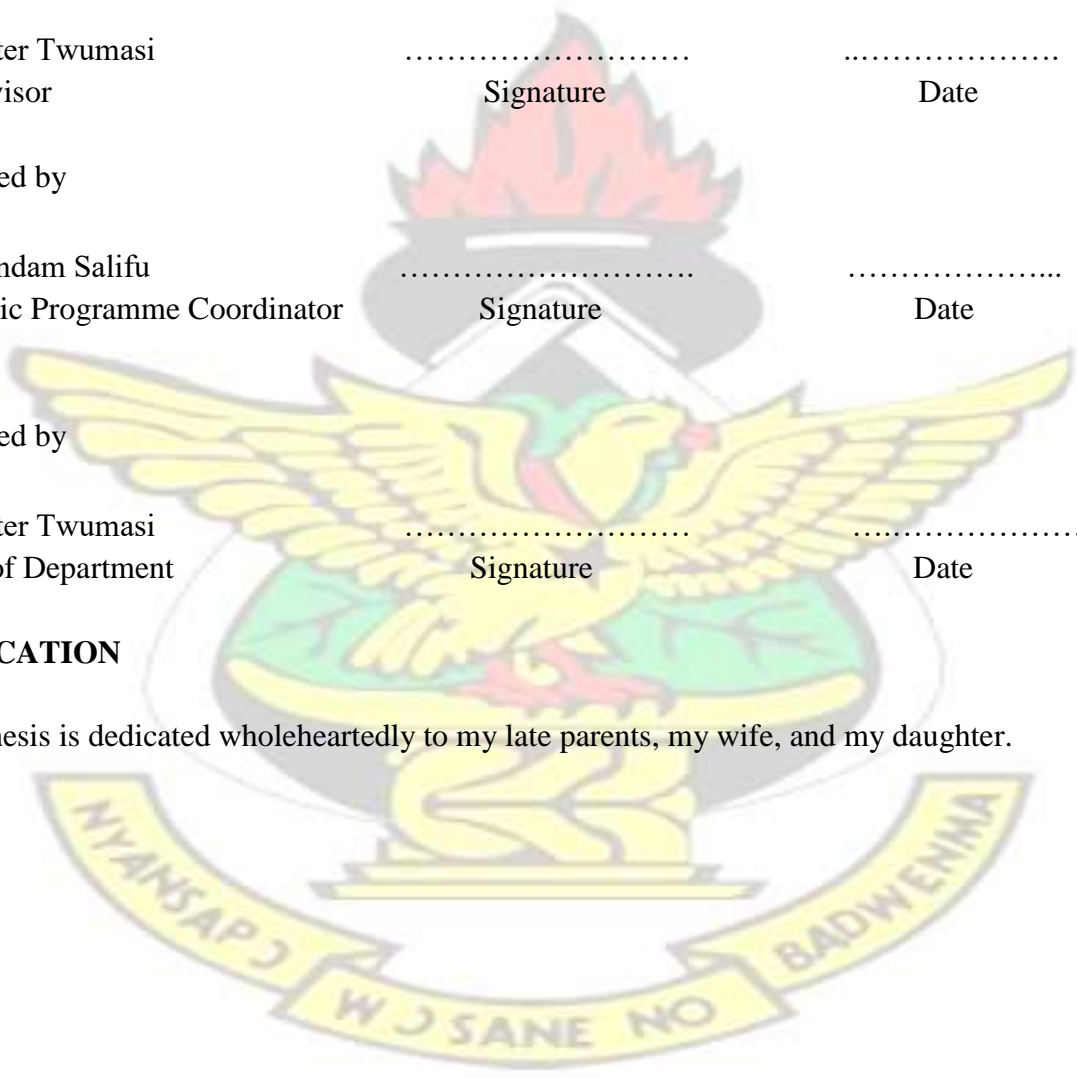 ter Twumasi ………………………. ..……………….
visor Signature Date
ed by
ndam Salifu ………………………. ………………...
ic Programme Coordinator Signature Date
ed by
ter Twumasi ………………………. ….………………
of Department Signature Date
CATION
hesis is dedicated wholeheartedly to my late parents, my wife, and my daughter.
NYANSAPƆ WƆSANE NO BADWENMA